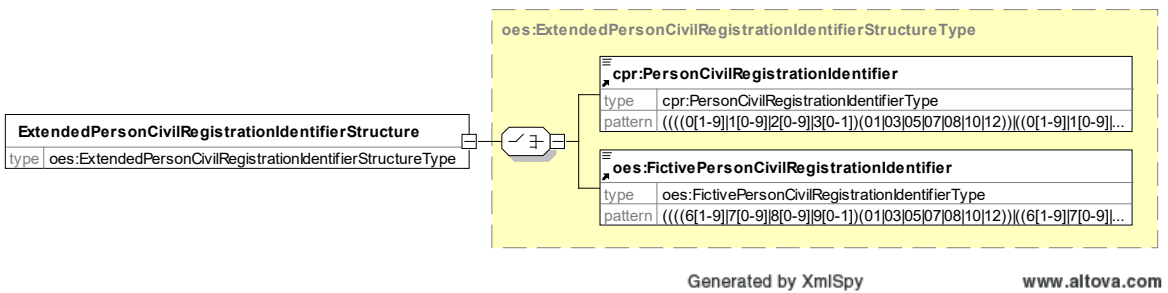 oes:ExtendedPersonCivilRegistrationIdentifierStructureType
cpr:PersonCivilRegistrationIdentifier
type cpr:PersonCivilRegistrationIdentifierType
pattern ((((0[1-9]|1[0-9]|2[0-9]|3[0-1])(01|03|05|07|08|10|12))|((0[1-9]|1[0-9]|...
ExtendedPersonCivilRegistrationIdentifierStructure
type oes:ExtendedPersonCivilRegistrationIdentifierStructureType
oes:FictivePersonCivilRegistrationIdentifier
type oes:FictivePersonCivilRegistrationIdentifierType
pattern ((((6[1-9]|7[0-9]|8[0-9]|9[0-1])(01|03|05|07|08|10|12))|((6[1-9]|7[0-9]|...
Generated by XmlSpy www.altova.com